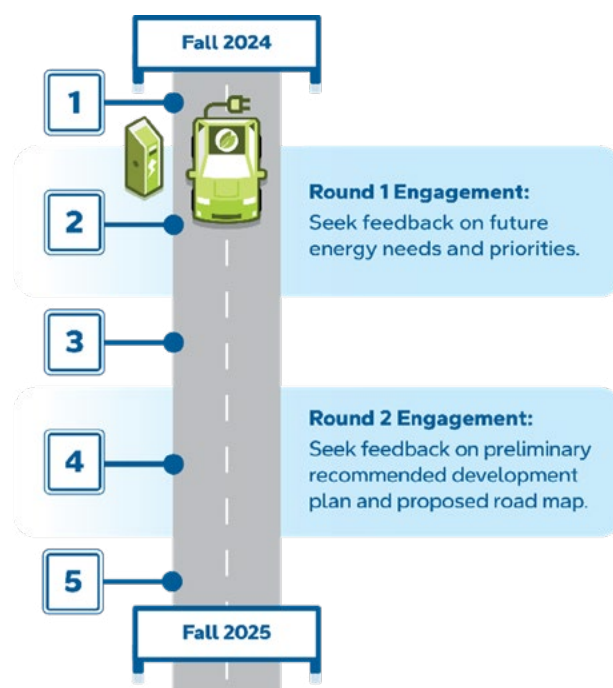 Fall 2024
1
2
Round 1 Engagement:
Seek feedback on future
energy needs and priorities.
3
4
Round 2 Engagement:
Seek feedback on preliminary
recommended development
plan and proposed road map.
5
Fall 2025